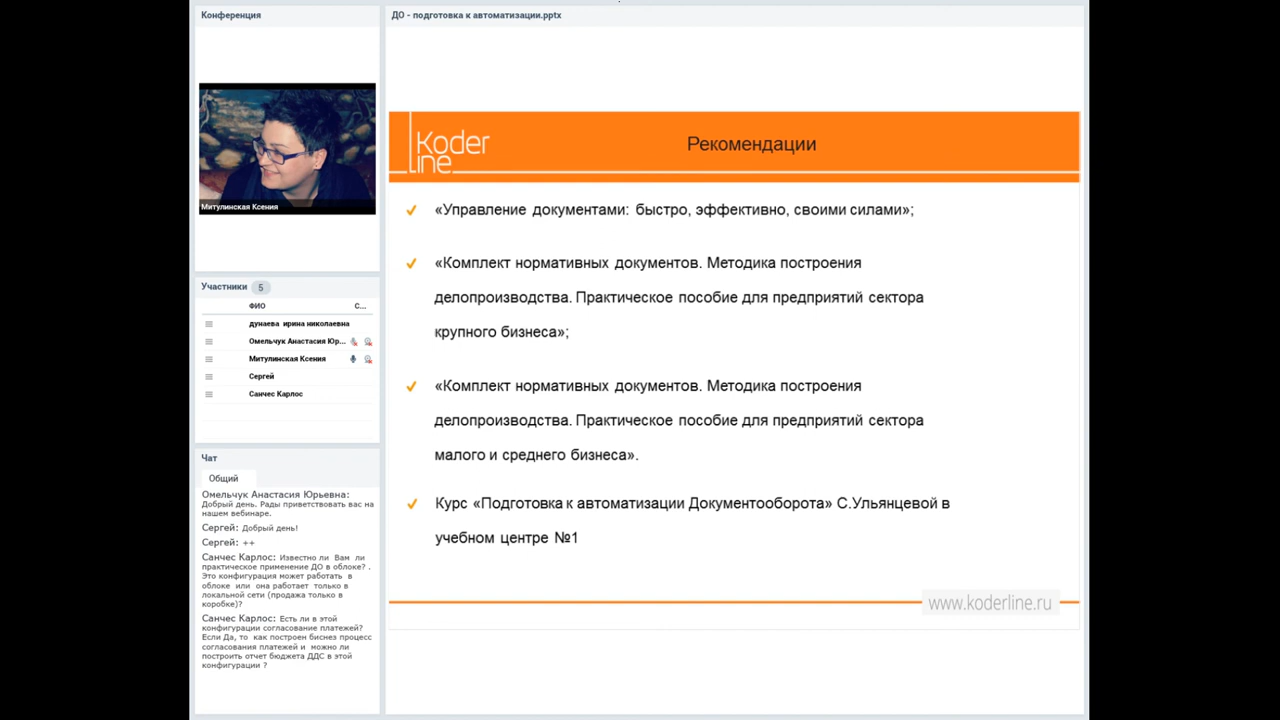 Конференция
Митулинская Ксения
Участники 5
ФИО С...
дунаева ирина николаевна
Омельчук Анастасия Юр...
Митулинская Ксения
Сергей
Санчес Карлос
Чат
Общий
Омельчук Анастасия Юрьевна:
Добрый день. Рады приветствовать вас на
нашем вебинаре.
Сергей: Добрый день!
Сергей: ++
Санчес Карлос: Известно ли Вам ли
практическое применение ДО в облоке? .
Это конфигурация может работать в
облоке или она работает только в
локальной сети (продажа только в
коробке)?
Санчес Карлос: Есть ли в этой
конфигурации согласование платежей?
Если Да, то как построен биснез процесс
согласования платежей и можно ли
построить отчет бюджета ДДС в этой
конфигурации ?
ДО - подготовка к автоматизации.pptx
Koder
line
Рекомендации
«Управление документами: быстро, эффективно, своими силами»;
«Комплект нормативных документов. Методика построения
делопроизводства. Практическое пособие для предприятий сектора
крупного бизнеса»;
«Комплект нормативных документов. Методика построения
делопроизводства. Практическое пособие для предприятий сектора
малого и среднего бизнеса».
Курс «Подготовка к автоматизации Документооборота» С.Ульянцевой в
учебном центре №1
www.koderline.ru